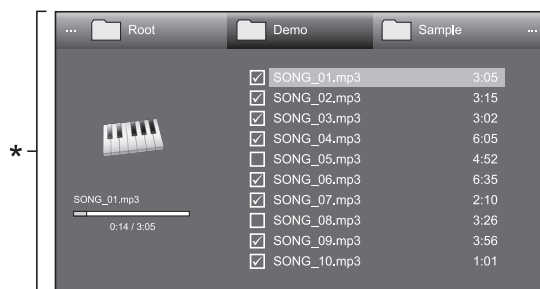 ... Root Demo Sample ...
SONG_01.mp3 3:05
SONG_02.mp3 3:15
SONG_03.mp3 3:02
SONG_04.mp3 6:05
SONG_05.mp3 4:52
SONG_06.mp3 6:35
SONG_07.mp3 2:10
SONG_08.mp3 3:26
SONG_09.mp3 3:56
SONG_10.mp3 1:01
*
SONG_01.mp3
0:14 / 3:05